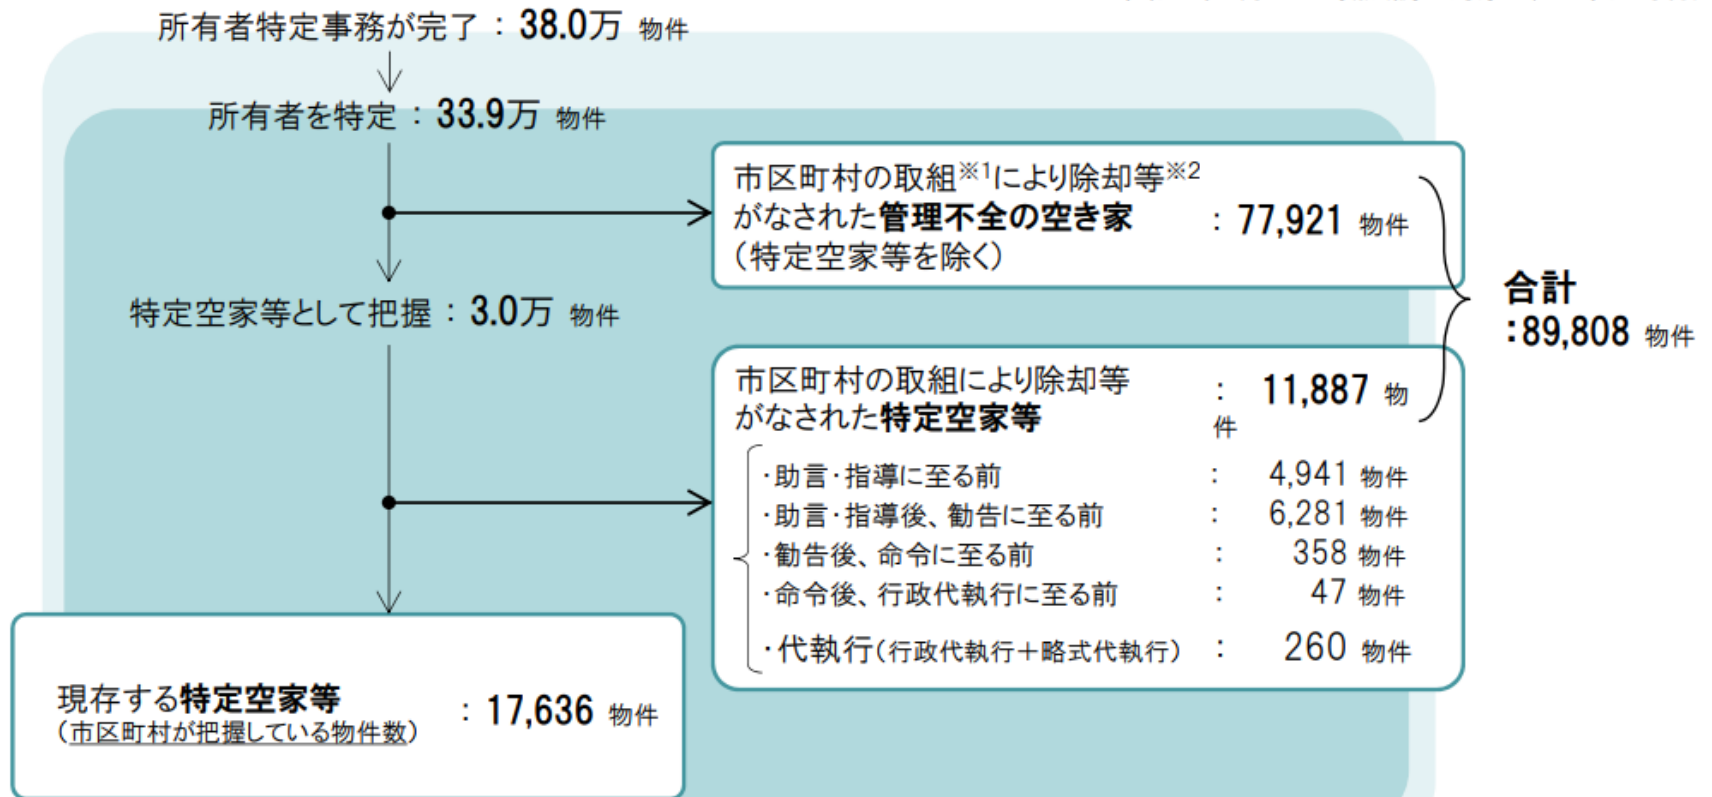 所有者特定事務が完了 : 38.0万 物件
所有者を特定 : 33.9万 物件
市区町村の取組※1により除却等※2
がなされた管理不全の空き家 : 77,921 物件
(特定空家等を除く)
特定空家等として把握 : 3.0万 物件
合計
:89,808 物件
市区町村の取組により除却等 : 11,887 物
がなされた特定空家等 件
・助言・指導に至る前 : 4,941 物件
・助言・指導後、勧告に至る前 : 6,281 物件
・勧告後、命令に至る前 : 358 物件
・命令後、行政代執行に至る前 : 47 物件
・代執行(行政代執行+略式代執行) : 260 物件
現存する特定空家等 : 17,636 物件
(市区町村が把握している物件数)